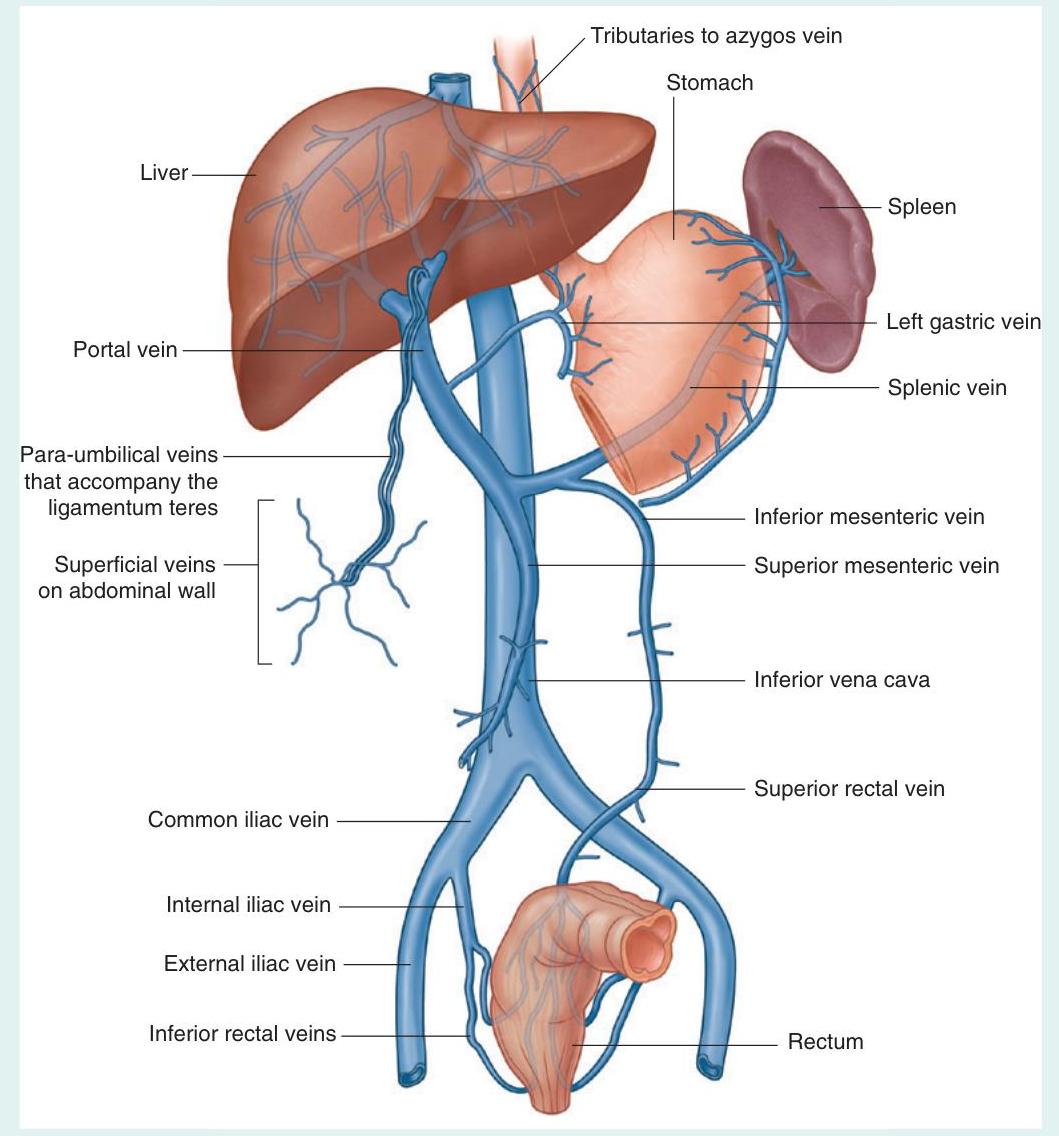 Tributaries to azygos vein
Stomach
Liver
Spleen
Left gastric vein
Portal vein
Splenic vein
Para-umbilical veins
that accompany the
ligamentum teres
Inferior mesenteric vein
Superficial veins
on abdominal wall
Superior mesenteric vein
Inferior vena cava
Superior rectal vein
Common iliac vein
Internal iliac vein
External iliac vein
Inferior rectal veins
Rectum